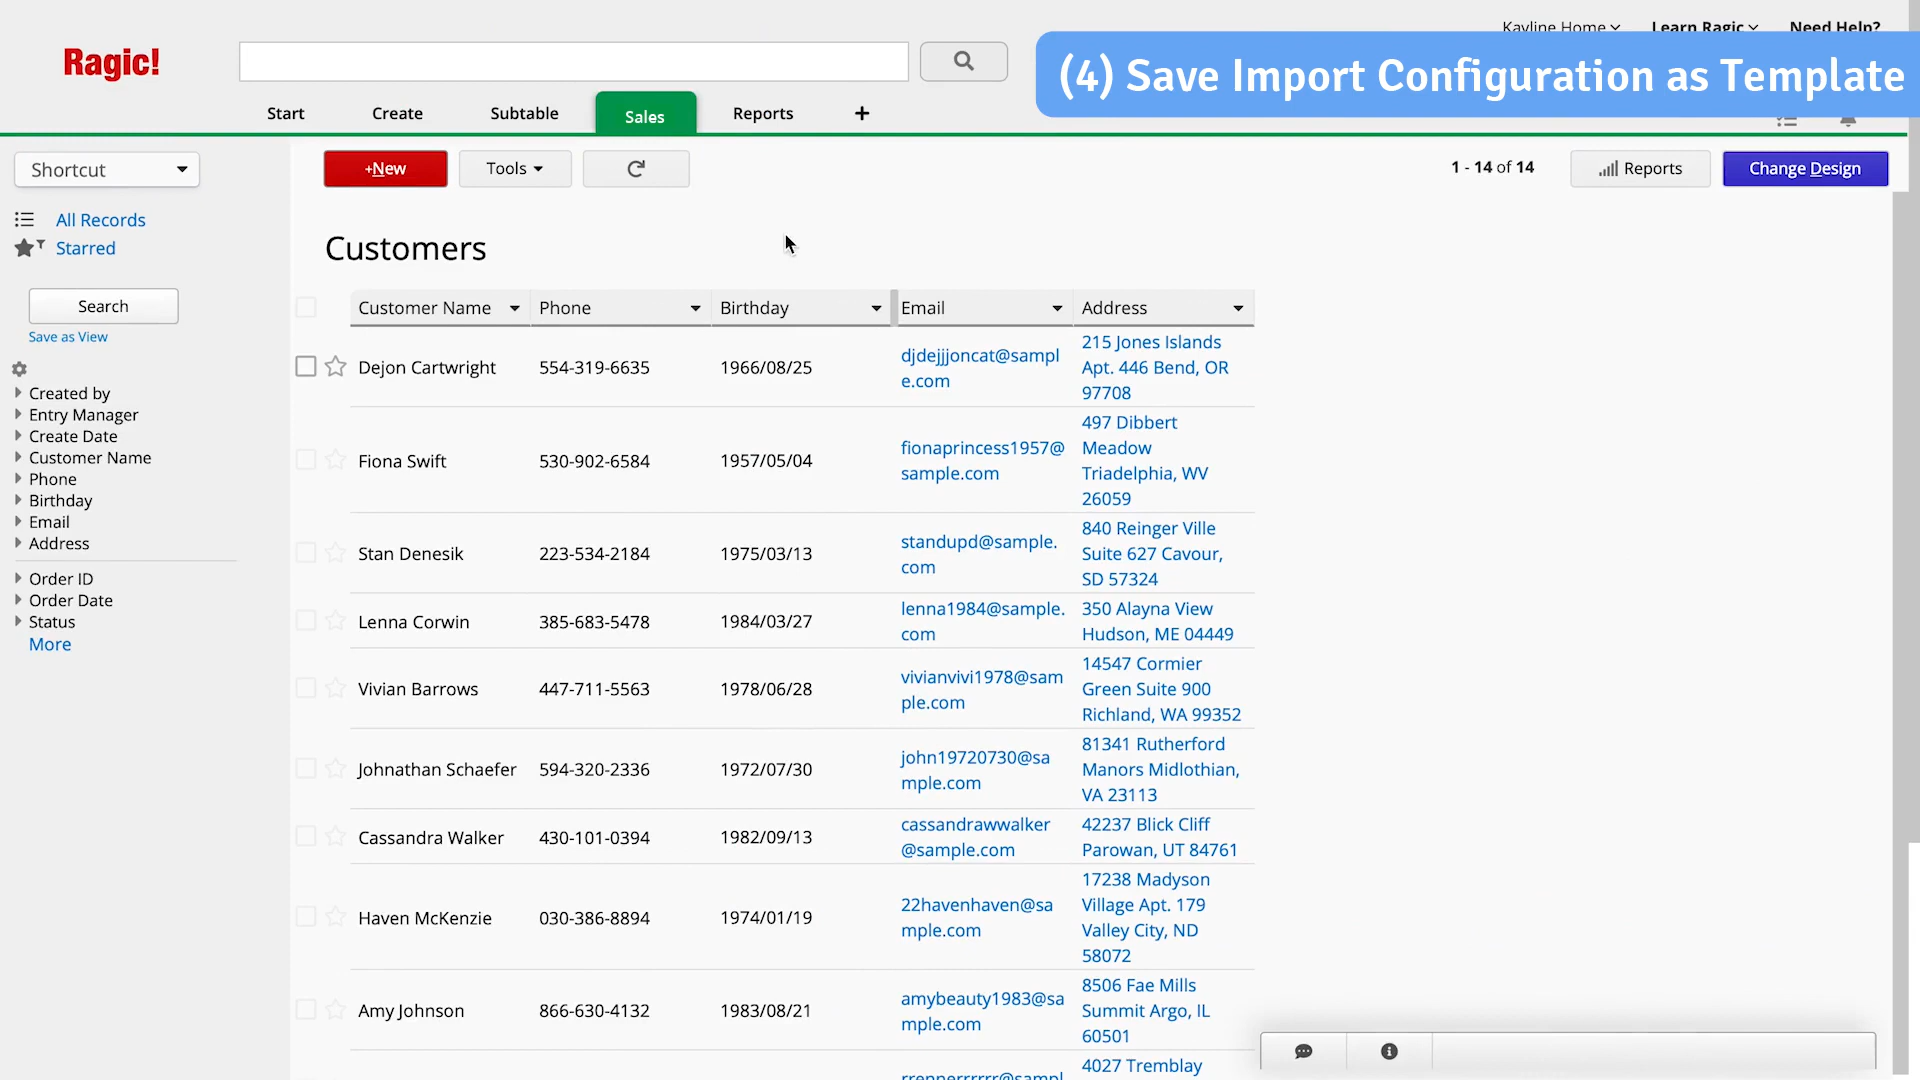 Kayline Home
Learn Ragic
Need Help?
Ragic!
(4) Save Import Configuration as Template
Start
Create
Subtable
Sales
Reports
+
Shortcut
+New
Tools
1 - 14 of 14
Reports
Change Design
All Records
Starred
Customers
Search
Save as View
Created by
Entry Manager
Create Date
Customer Name
Phone
Birthday
Email
Address
Order ID
Order Date
Status
More
Customer Name
Phone
Birthday
Email
Address
Dejon Cartwright
554-319-6635
1966/08/25
djdejjjoncat@sampl
e.com
215 Jones Islands
Apt. 446 Bend, OR
97708
Fiona Swift
530-902-6584
1957/05/04
fionaprincess1957@
sample.com
497 Dibbert
Meadow
Triadelphia, WV
26059
Stan Denesik
223-534-2184
1975/03/13
standupd@sample.
com
840 Reinger Ville
Suite 627 Cavour,
SD 57324
Lenna Corwin
385-683-5478
1984/03/27
lenna1984@sample.
com
350 Alayna View
Hudson, ME 04449
Vivian Barrows
447-711-5563
1978/06/28
vivianvivi1978@sam
ple.com
14547 Cormier
Green Suite 900
Richland, WA 99352
Johnathan Schaefer
594-320-2336
1972/07/30
john19720730@sa
mple.com
81341 Rutherford
Manors Midlothian,
VA 23113
Cassandra Walker
430-101-0394
1982/09/13
cassandrawwalker
@sample.com
42237 Blick Cliff
Parowan, UT 84761
Haven McKenzie
030-386-8894
1974/01/19
22havenhaven@sa
mple.com
17238 Madyson
Village Apt. 179
Valley City, ND
58072
Amy Johnson
866-630-4132
1983/08/21
amybeauty1983@sa
mple.com
8506 Fae Mills
Summit Argo, IL
60501
4027 Tremblay